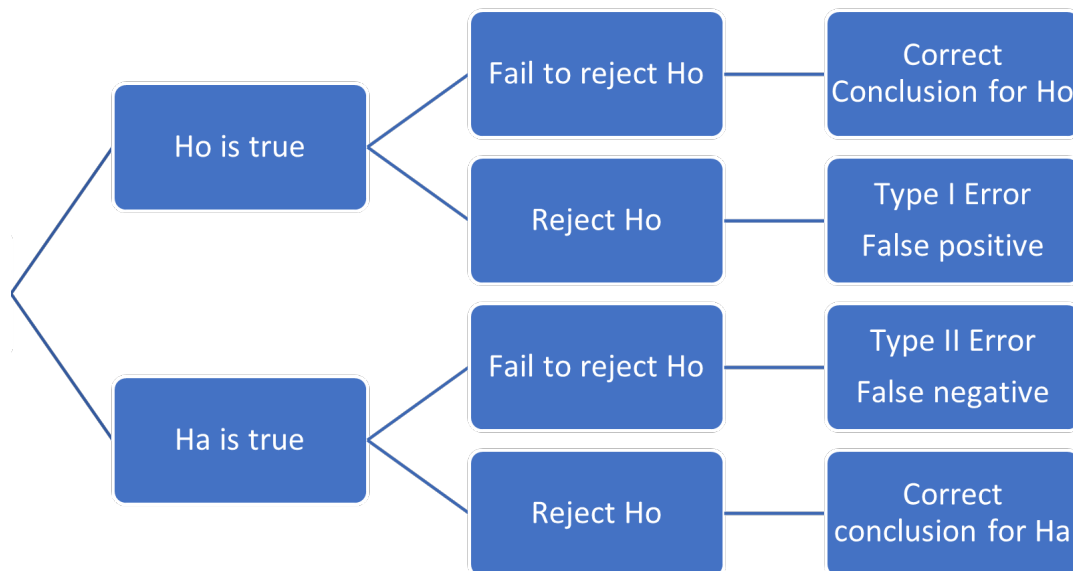 Ho is true
Fail to reject Ho
Correct
Conclusion for Ho
Reject Ho
Type I Error
False positive
Ha is true
Fail to reject Ho
Type II Error
False negative
Reject Ho
Correct
conclusion for Ha